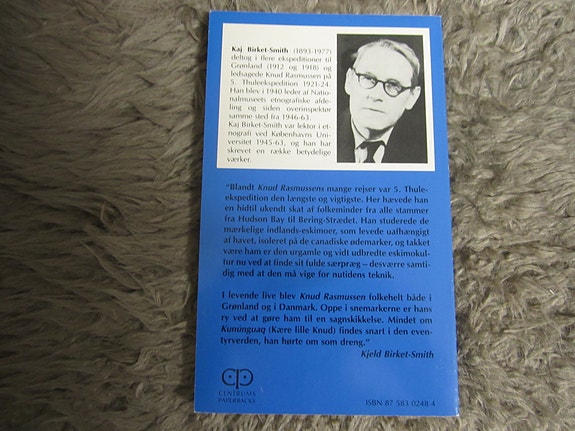 Kaj Birket-Smith (1893-1977)
deltog i flere ekspeditioner til
Grønland (1912 og 1918) og
ledsagede Knud Rasmussen på
5. Thuleekspedition 1921-24.
Han blev i 1940 leder af Natio-
nalmuseets etnografiske afde-
ling og siden overinspektør
samme sted fra 1946-63.
Kaj Birket-Smith var lektor i et-
nografi ved Københavns Uni-
versitet 1945-63, og han har
skrevet en række betydelige
værker.
"Blandt Knud Rasmussens mange rejser var 5. Thule-
ekspedition den længste og vigtigste. Her hævede han
en hidtil ukendt skat af folkeminder fra alle stammer
fra Hudson Bay til Bering-Strædet. Han studerede de
mærkelige indlands-eskimoer, som levede uafhængigt
af havet, isoleret på de canadiske ødemarker, og takket
være ham er den urgamle og vidt udbredte eskimokul-
tur nu ved at finde sit fulde særpræg – desværre samti-
dig med at den må vige for nutidens teknik.
I levende live blev Knud Rasmussen folkehelt både i
Grønland og i Danmark. Oppe i snemarkerne er hans
ry ved at gøre ham til en sagnskikkelse. Mindet om
Kununguaq (Kære lille Knud) findes snart i den even-
tyrverden, han hørte om som dreng."
Kjeld Birket-Smith
CENTRUMS
PAPERBACKS
ISBN 87 583 0248 4